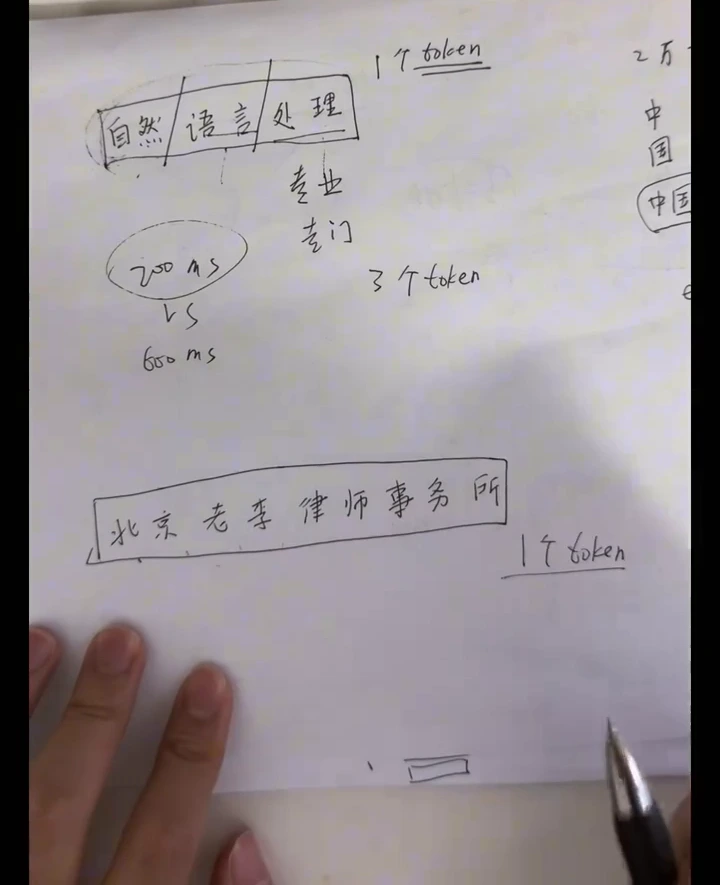 1个token
自然 语言 处理
2万
中
国
中国
专业
专门
200 ms
3个token
vs
600 ms
北京老李律师事务所
1个token